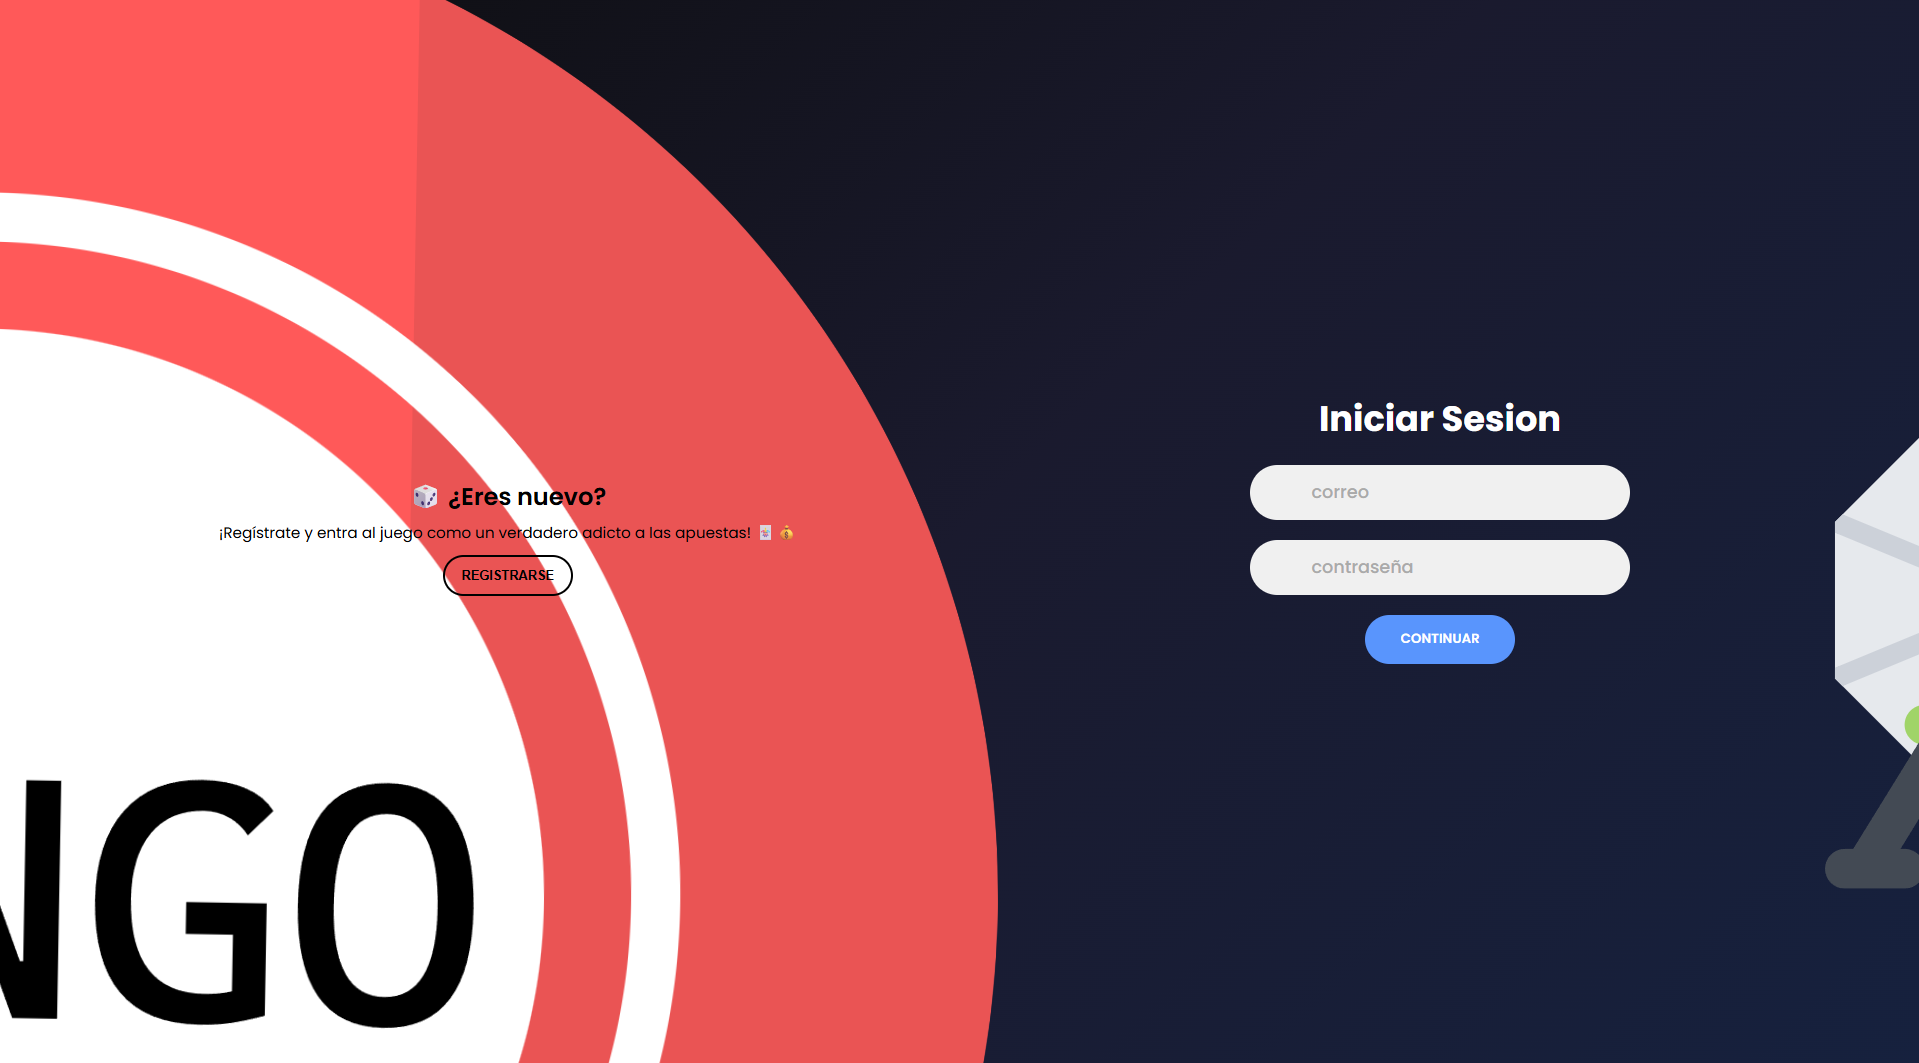 🎲 ¿Eres nuevo?
¡Regístrate y entra al juego como un verdadero adicto a las apuestas! 🃏 💰
REGISTRARSE
NGO
Iniciar Sesion
correo
contraseña
CONTINUAR